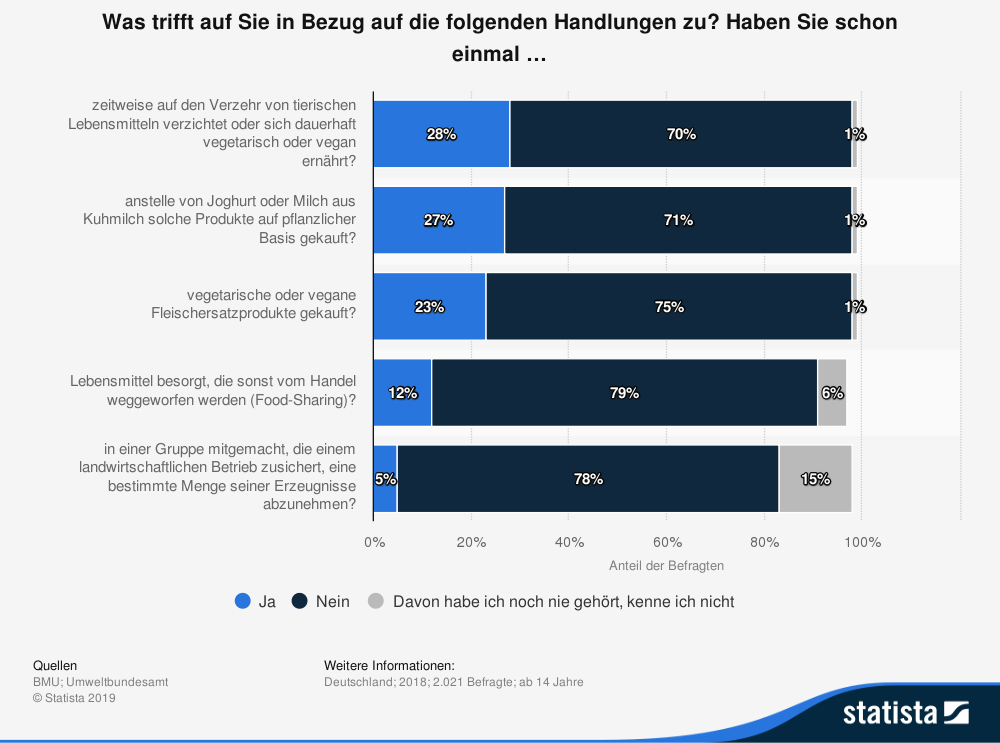 Was trifft auf Sie in Bezug auf die folgenden Handlungen zu? Haben Sie schon
einmal …
zeitweise auf den Verzehr von tierischen
Lebensmitteln verzichtet oder sich dauerhaft
vegetarisch oder vegan
ernährt?
28%
70%
1%
anstelle von Joghurt oder Milch aus
Kuhmilch solche Produkte auf pflanzlicher
Basis gekauft?
27%
71%
1%
vegetarische oder vegane
Fleischersatzprodukte gekauft?
23%
75%
1%
Lebensmittel besorgt, die sonst vom Handel
weggeworfen werden (Food-Sharing)?
12%
79%
6%
in einer Gruppe mitgemacht, die einem
landwirtschaftlichen Betrieb zusichert, eine
bestimmte Menge seiner Erzeugnisse
abzunehmen?
5%
78%
15%
0%
20%
40%
60%
80%
100%
Anteil der Befragten
Ja
Nein
Davon habe ich noch nie gehört, kenne ich nicht
Quellen
BMU; Umweltbundesamt
© Statista 2019
Weitere Informationen:
Deutschland; 2018; 2.021 Befragte; ab 14 Jahre
statista